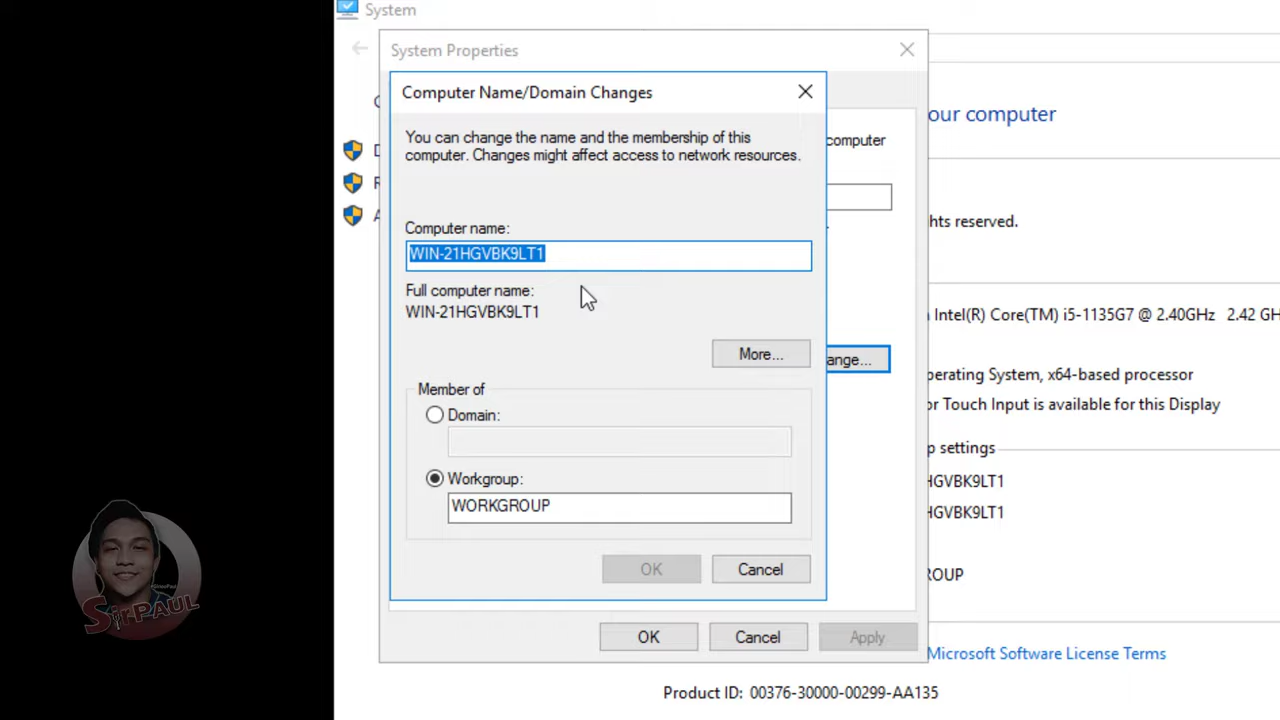 System
System Properties
Computer Name/Domain Changes
our computer
You can change the name and the membership of this
computer. Changes might affect access to network resources.
computer
hts reserved.
Computer name:
WIN-21HGVBK9LT1
Full computer name:
WIN-21HGVBK9LT1
Intel(R) Core(TM) i5-1135G7 @ 2.40GHz 2.42 GH
More...
ange...
perating System, x64-based processor
or Touch Input is available for this Display
Member of
Domain:
p settings
Workgroup:
HGVBK9LT1
WORKGROUP
HGVBK9LT1
OK
Cancel
OUP
SirPAUL
OK
Cancel
Apply
Microsoft Software License Terms
Product ID: 00376-30000-00299-AA135